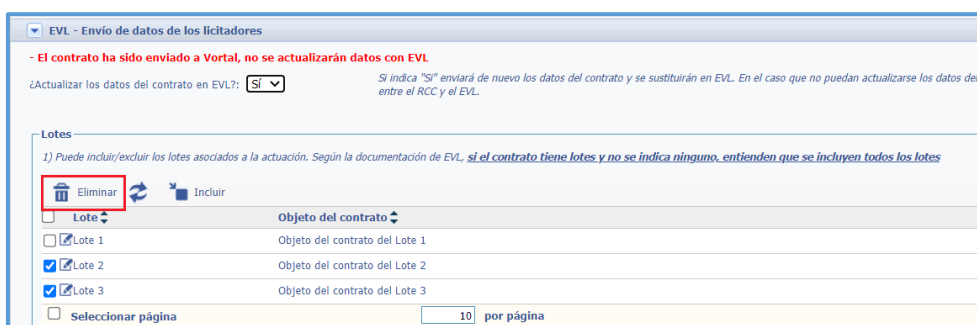 EVL - Envío de datos de los licitadores
- El contrato ha sido enviado a Vortal, no se actualizarán datos con EVL
¿Actualizar los datos del contrato en EVL?: Sí
Si indica "SI" enviará de nuevo los datos del contrato y se sustituirán en EVL. En el caso que no puedan actualizarse los datos del
entre el RCC y el EVL.
Lotes
1) Puede incluir/excluir los lotes asociados a la actuación. Según la documentación de EVL, si el contrato tiene lotes y no se indica ninguno, entienden que se incluyen todos los lotes
Eliminar Incluir
Lote Objeto del contrato
Lote 1 Objeto del contrato del Lote 1
Lote 2 Objeto del contrato del Lote 2
Lote 3 Objeto del contrato del Lote 3
Seleccionar página 10 por página